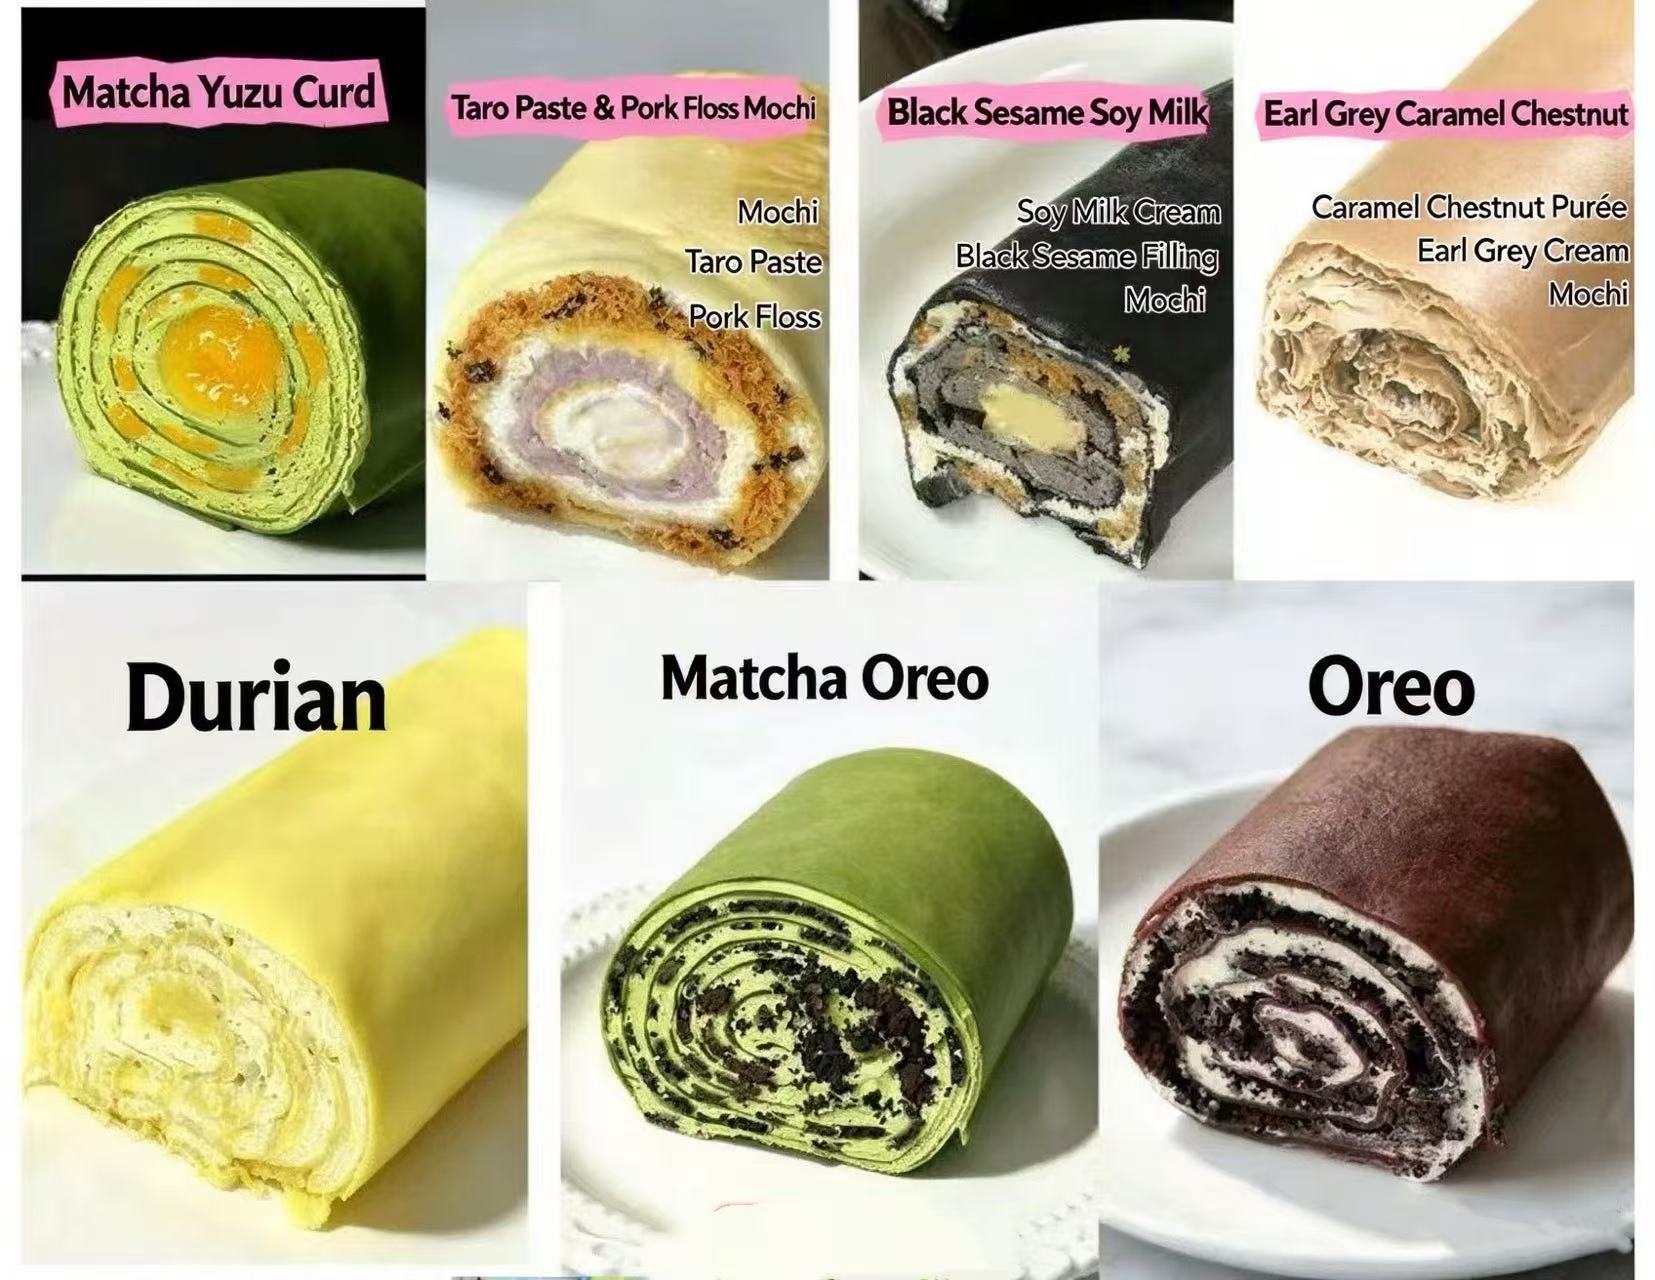 Matcha Yuzu Curd
Taro Paste & Pork Floss Mochi
Mochi
Taro Paste
Pork Floss
Black Sesame Soy Milk
Soy Milk Cream
Black Sesame Filling
Mochi
Earl Grey Caramel Chestnut
Caramel Chestnut Purée
Earl Grey Cream
Mochi
Durian
Matcha Oreo
Oreo